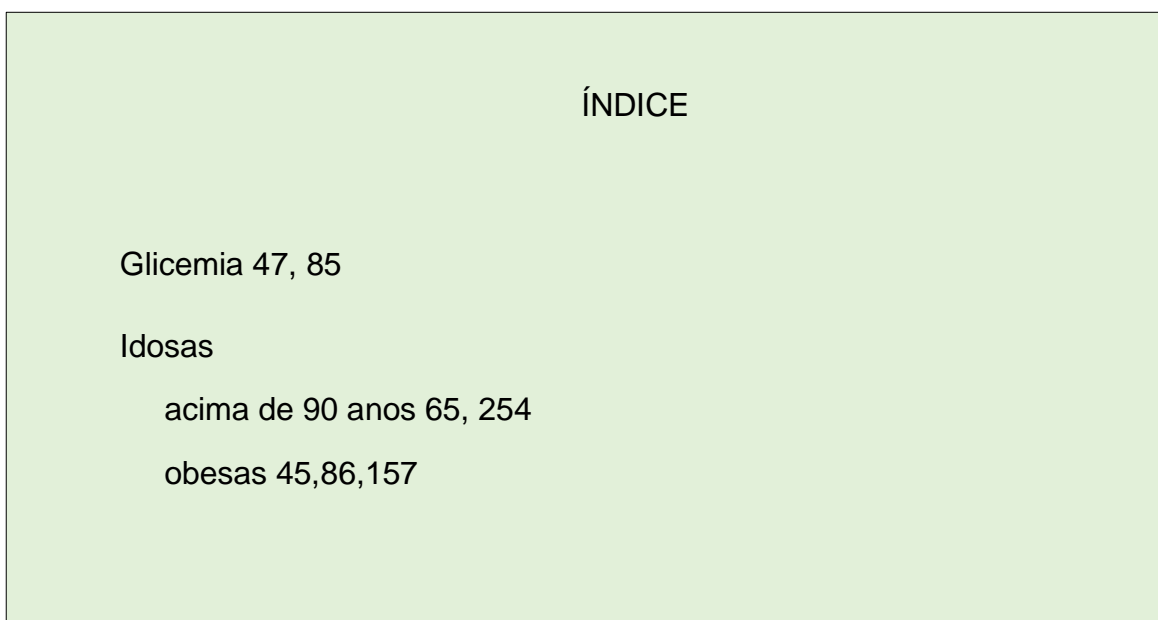 ÍNDICE
Glicemia 47, 85
Idosas
acima de 90 anos 65, 254
obesas 45,86,157